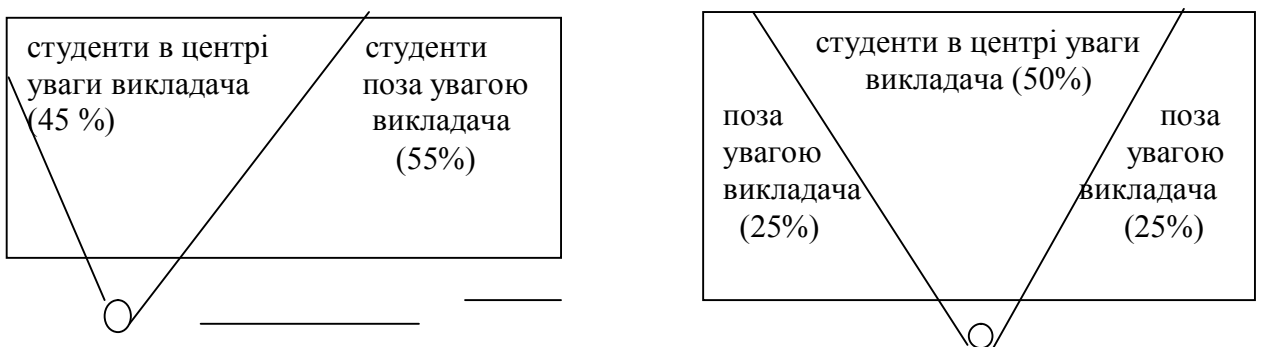 студенти в центрі
уваги викладача
(45 %)
студенти
поза увагою
викладача
(55%)
студенти в центрі уваги
викладача (50%)
поза
увагою
викладача
(25%)
поза
увагою
викладача
(25%)